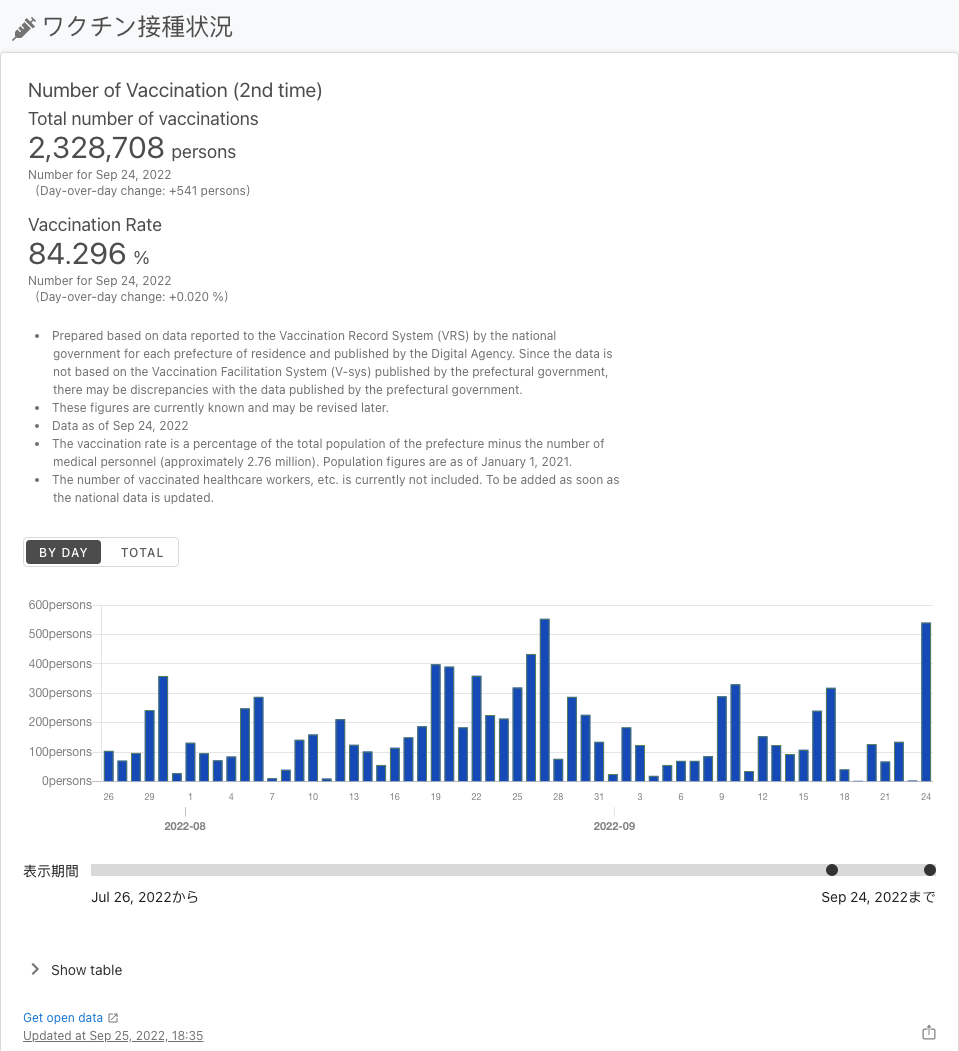 ワクチン接種状況
Number of Vaccination (2nd time)
Total number of vaccinations
2,328,708 persons
Number for Sep 24, 2022
(Day-over-day change: +541 persons)
Vaccination Rate
84.296 %
Number for Sep 24, 2022
(Day-over-day change: +0.020 %)
• Prepared based on data reported to the Vaccination Record System (VRS) by the national
government for each prefecture of residence and published by the Digital Agency. Since the data is
not based on the Vaccination Facilitation System (V-sys) published by the prefectural government,
there may be discrepancies with the data published by the prefectural government.
• These figures are currently known and may be revised later.
• Data as of Sep 24, 2022
• The vaccination rate is a percentage of the total population of the prefecture minus the number of
medical personnel (approximately 2.76 million). Population figures are as of January 1, 2021.
• The number of vaccinated healthcare workers, etc. is currently not included. To be added as soon as
the national data is updated.
BY DAY TOTAL
600persons
500persons
400persons
300persons
200persons
100persons
0persons
26 29 1 4 7 10 13 16 19 22 25 28 31 3 6 9 12 15 18 21 24
2022-08 2022-09
表示期間
Jul 26, 2022から Sep 24, 2022まで
Show table
Get open data
Updated at Sep 25, 2022, 18:35